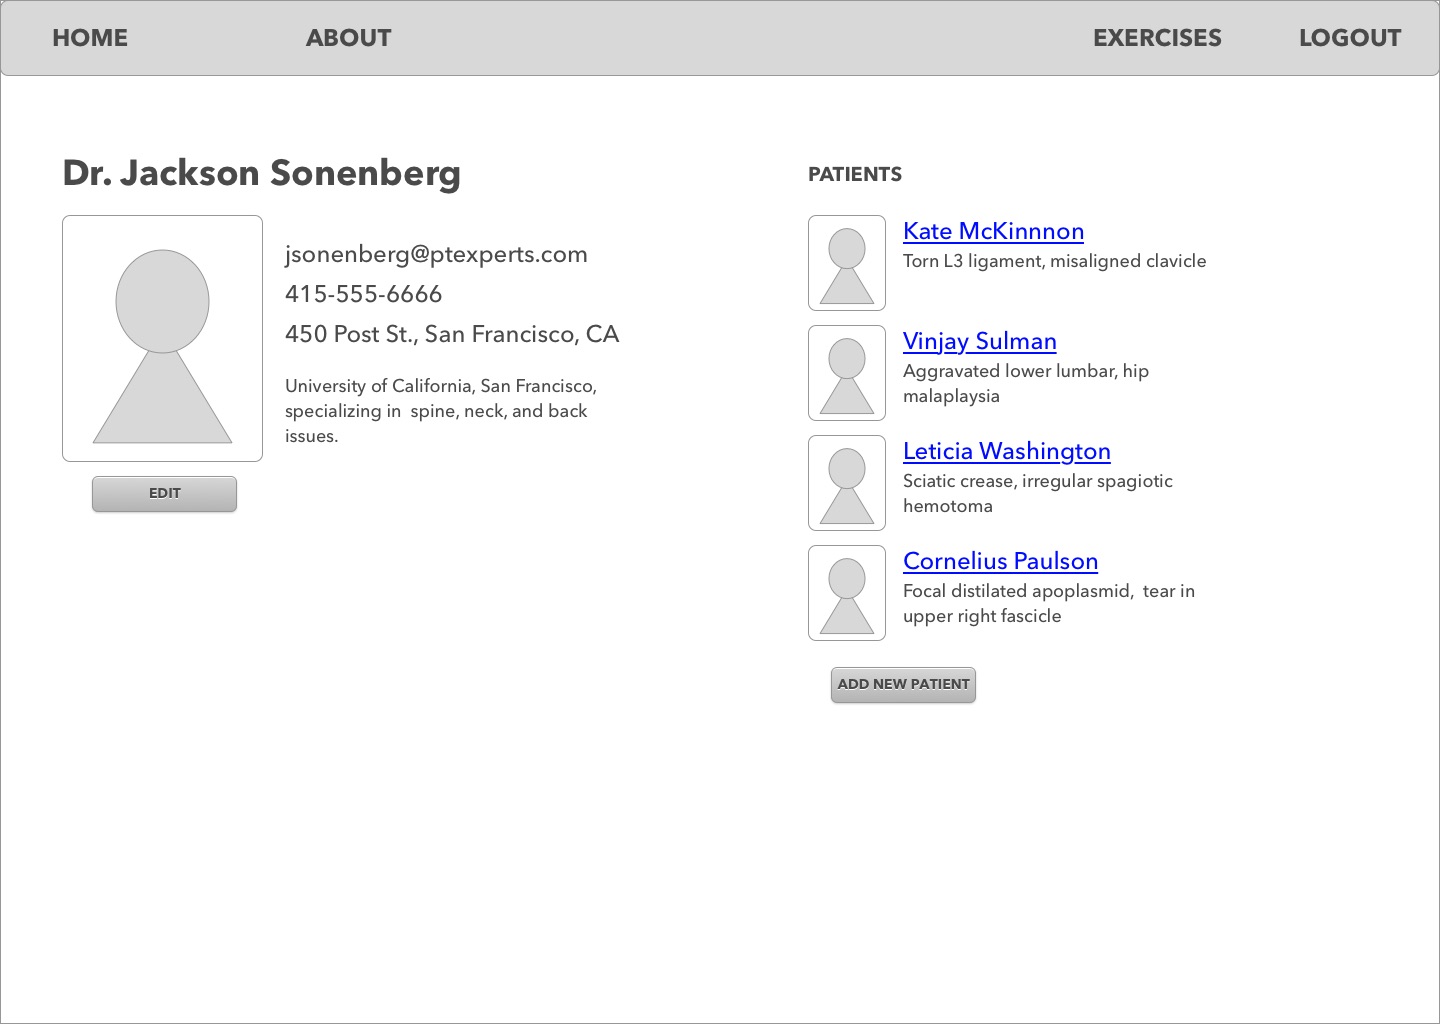 HOME
ABOUT
EXERCISES
LOGOUT
Dr. Jackson Sonenberg
jsonenberg@ptexperts.com
415-555-6666
450 Post St., San Francisco, CA
University of California, San Francisco,
specializing in  spine, neck, and back
issues.
EDIT
PATIENTS
Kate McKinnnon
Torn L3 ligament, misaligned clavicle
Vinjay Sulman
Aggravated lower lumbar, hip
malaplaysia
Leticia Washington
Sciatic crease, irregular spagiotic
hemotoma
Cornelius Paulson
Focal distilated apoplasmid,  tear in
upper right fascicle
ADD NEW PATIENT